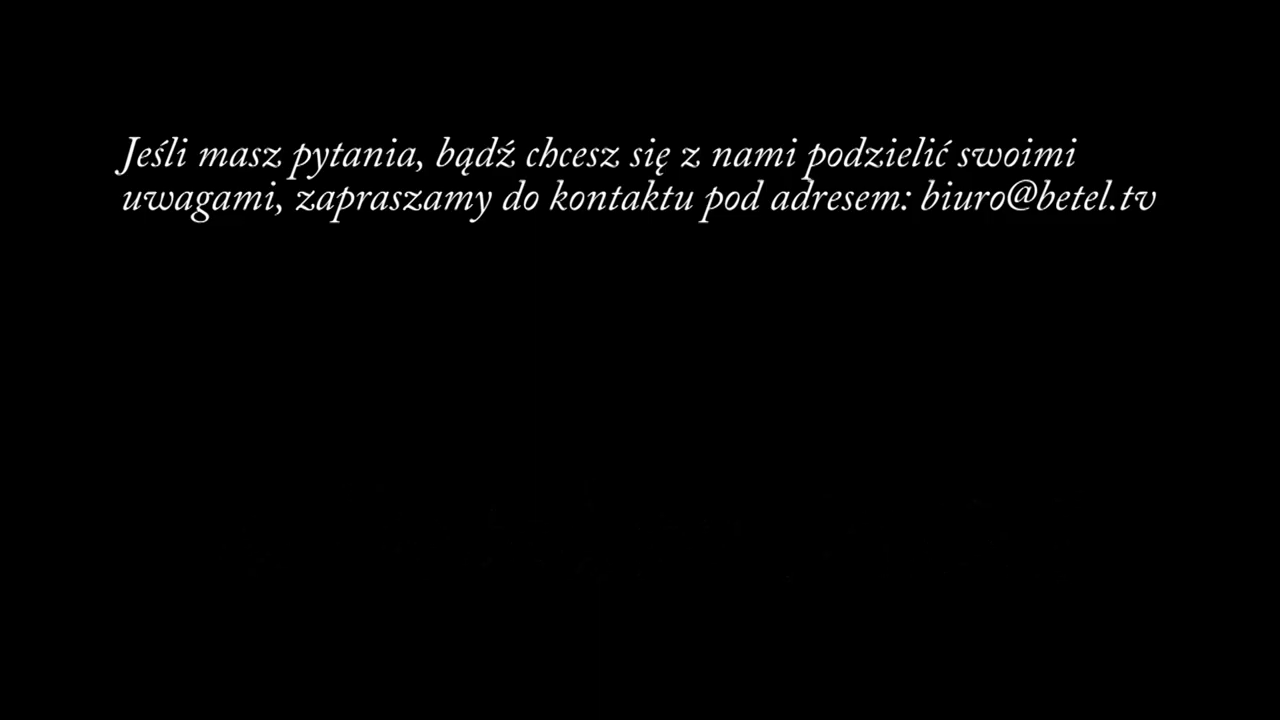 Jeśli masz pytania, bądź chcesz się z nami podzielić swoimi
uwagami, zapraszamy do kontaktu pod adresem: biuro@betel.tv